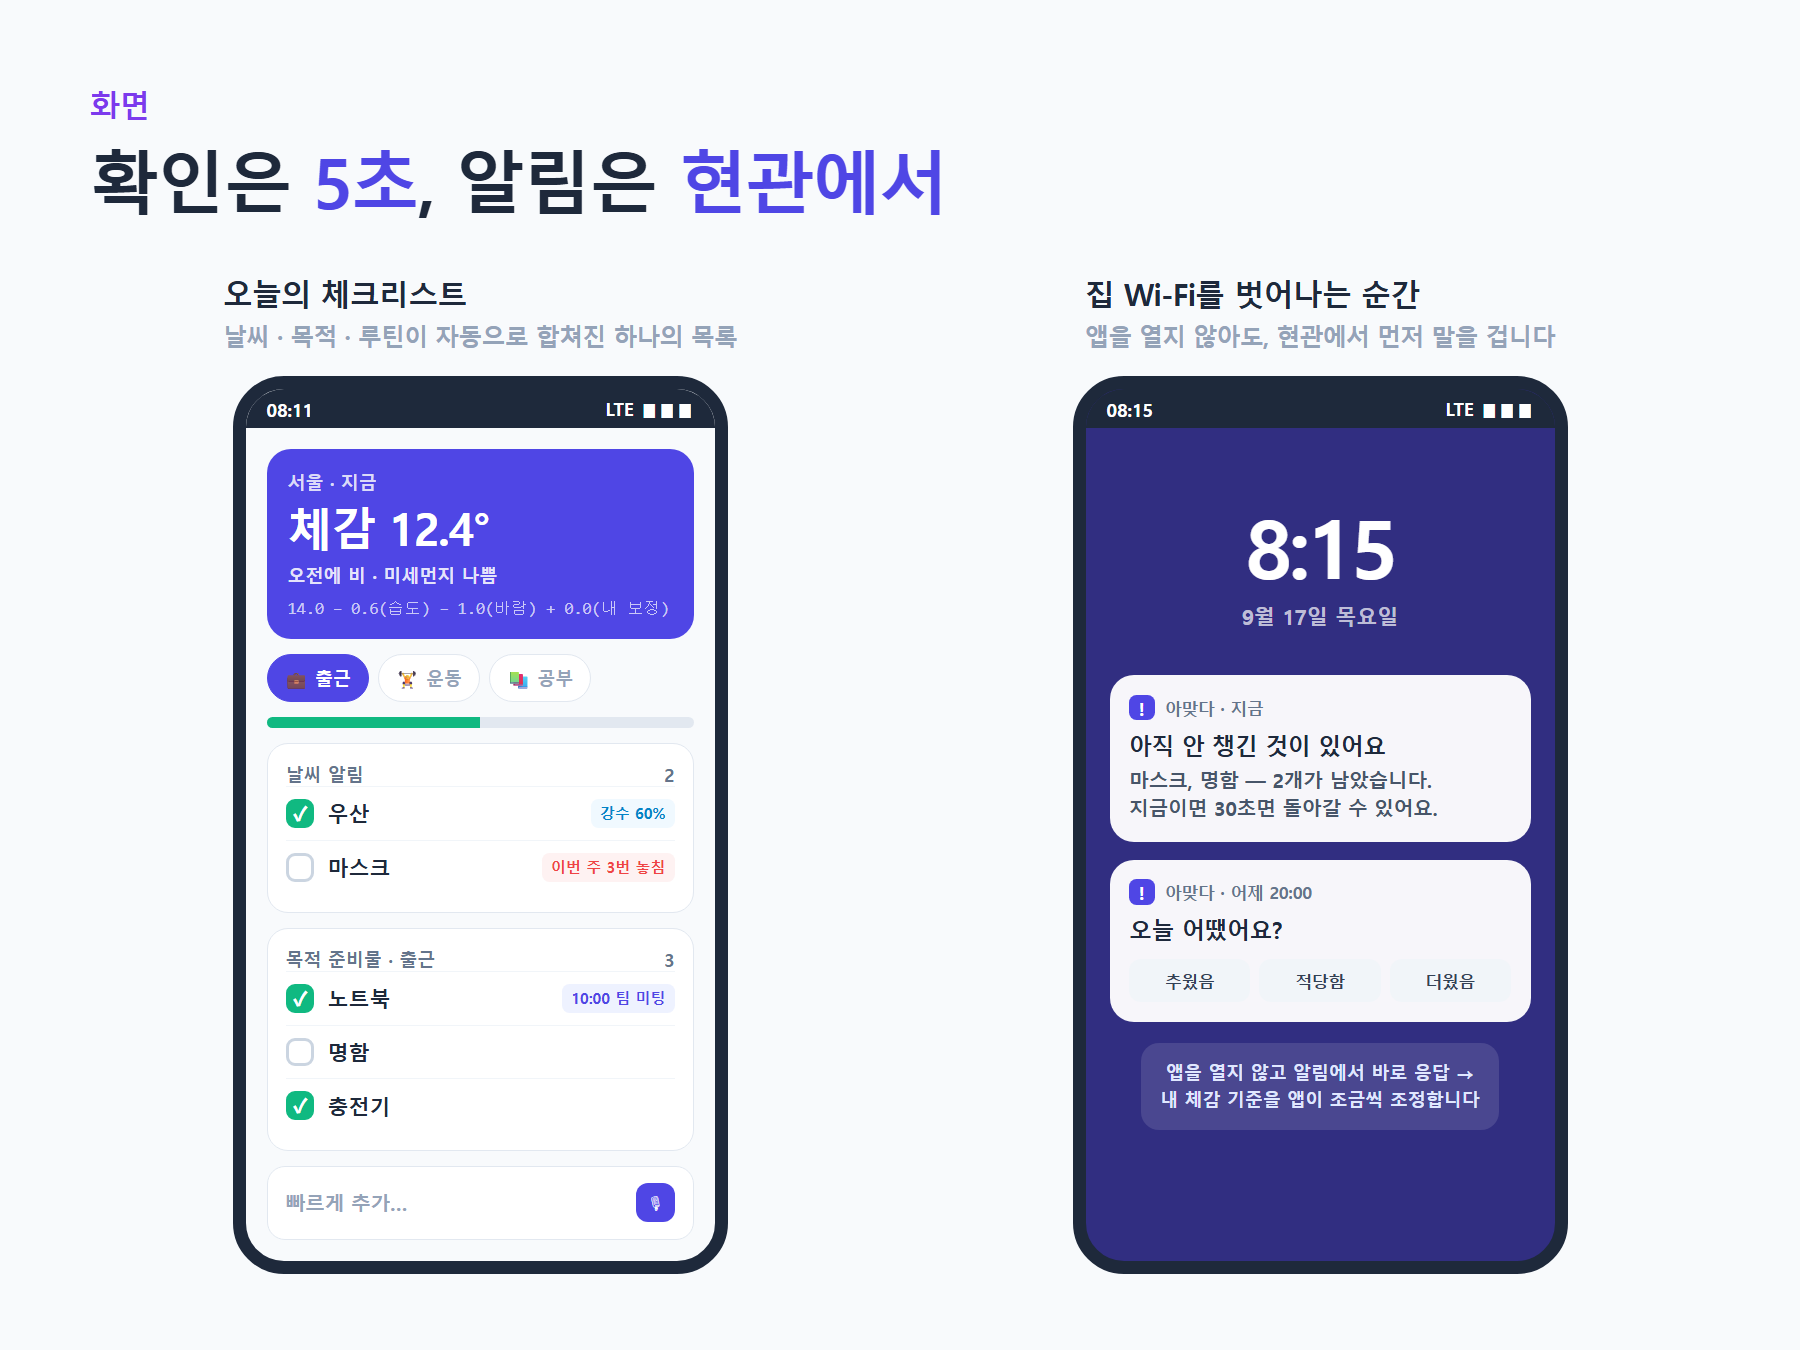 화면
확인은 5초, 알림은 현관에서
오늘의 체크리스트
날씨 · 목적 · 루틴이 자동으로 합쳐진 하나의 목록
08:11 LTE
서울 · 지금
체감 12.4°
오전에 비 · 미세먼지 나쁨
14.0 − 0.6(습도) − 1.0(바람) + 0.0(내 보정)
출근 운동 공부
날씨 알림 2
우산 강수 60%
마스크 이번 주 3번 놓침
목적 준비물 · 출근 3
노트북 10:00 팀 미팅
명함
충전기
빠르게 추가...
집 Wi-Fi를 벗어나는 순간
앱을 열지 않아도, 현관에서 먼저 말을 겁니다
08:15 LTE
8:15
9월 17일 목요일
! 아맞다 · 지금
아직 안 챙긴 것이 있어요
마스크, 명함 — 2개가 남았습니다.
지금이면 30초면 돌아갈 수 있어요.
! 아맞다 · 어제 20:00
오늘 어땠어요?
추웠음 적당함 더웠음
앱을 열지 않고 알림에서 바로 응답 →
내 체감 기준을 앱이 조금씩 조정합니다